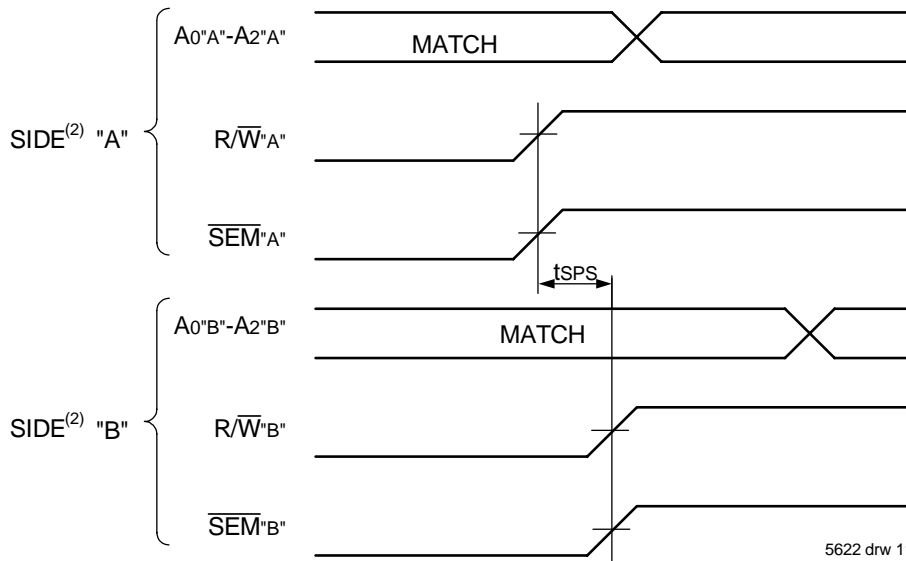 A0"A"-A2"A"
MATCH
SIDE(2) "A"
R/W"A"
SEM"A"
tSPS
A0"B"-A2"B"
MATCH
SIDE(2) "B"
R/W"B"
SEM"B"
5622 drw 1